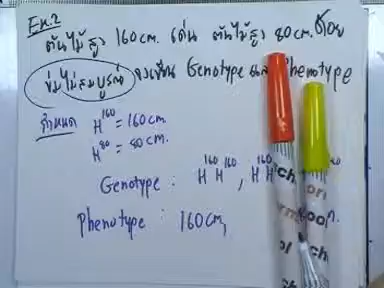 Ex.2
ต้นไม้สูง 160 cm. เด่น ต้นไม้สูง 80 cm. ด้อย
ข่มไม่สมบูรณ์ จงเขียน Genotype และ Phenotype
กำหนด H¹⁶⁰ = 160 cm.
H⁸⁰ = 80 cm.
Genotype : H¹⁶⁰ H¹⁶⁰ , H¹⁶⁰ H
Phenotype : 160 cm,